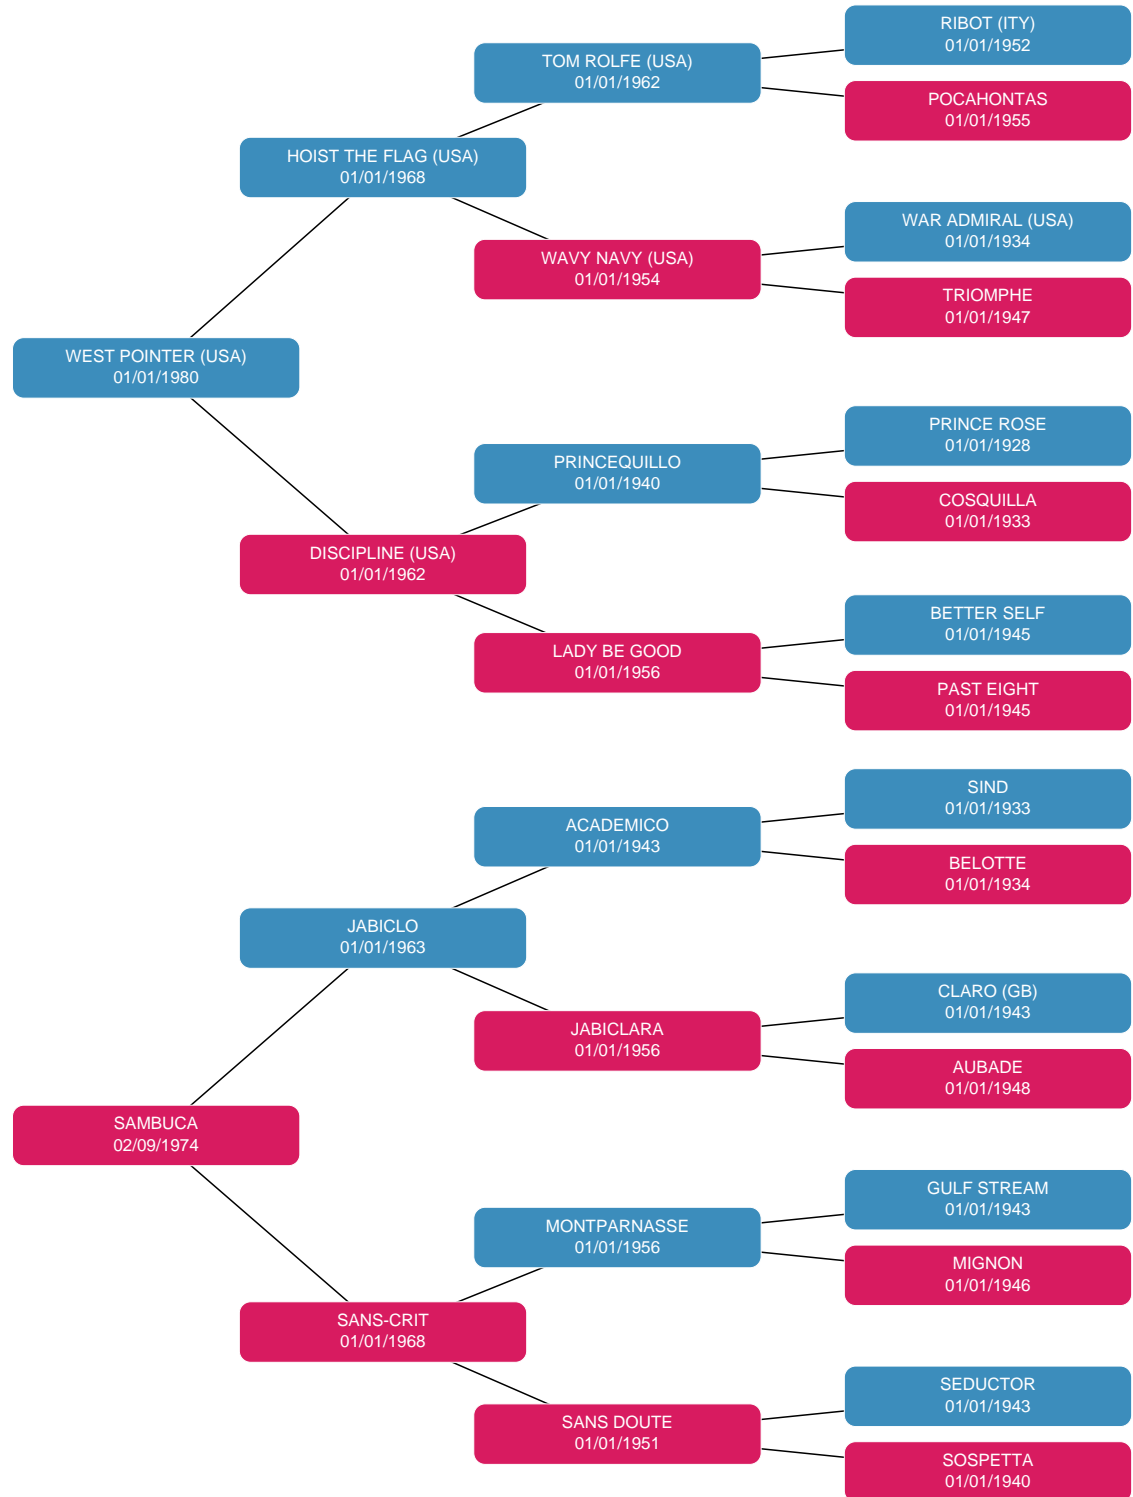 RIBOT (ITY)
01/01/1952
TOM ROLFE (USA)
01/01/1962
POCAHONTAS
01/01/1955
HOIST THE FLAG (USA)
01/01/1968
WAR ADMIRAL (USA)
01/01/1934
WAVY NAVY (USA)
01/01/1954
TRIOMPHE
01/01/1947
WEST POINTER (USA)
01/01/1980
PRINCE ROSE
01/01/1928
PRINCEQUILLO
01/01/1940
COSQUILLA
01/01/1933
DISCIPLINE (USA)
01/01/1962
BETTER SELF
01/01/1945
LADY BE GOOD
01/01/1956
PAST EIGHT
01/01/1945
SIND
01/01/1933
ACADEMICO
01/01/1943
BELOTTE
01/01/1934
JABICLO
01/01/1963
CLARO (GB)
01/01/1943
JABICLARA
01/01/1956
AUBADE
01/01/1948
SAMBUCA
02/09/1974
GULF STREAM
01/01/1943
MONTPARNASSE
01/01/1956
MIGNON
01/01/1946
SANS-CRIT
01/01/1968
SEDUCTOR
01/01/1943
SANS DOUTE
01/01/1951
SOSPETTA
01/01/1940